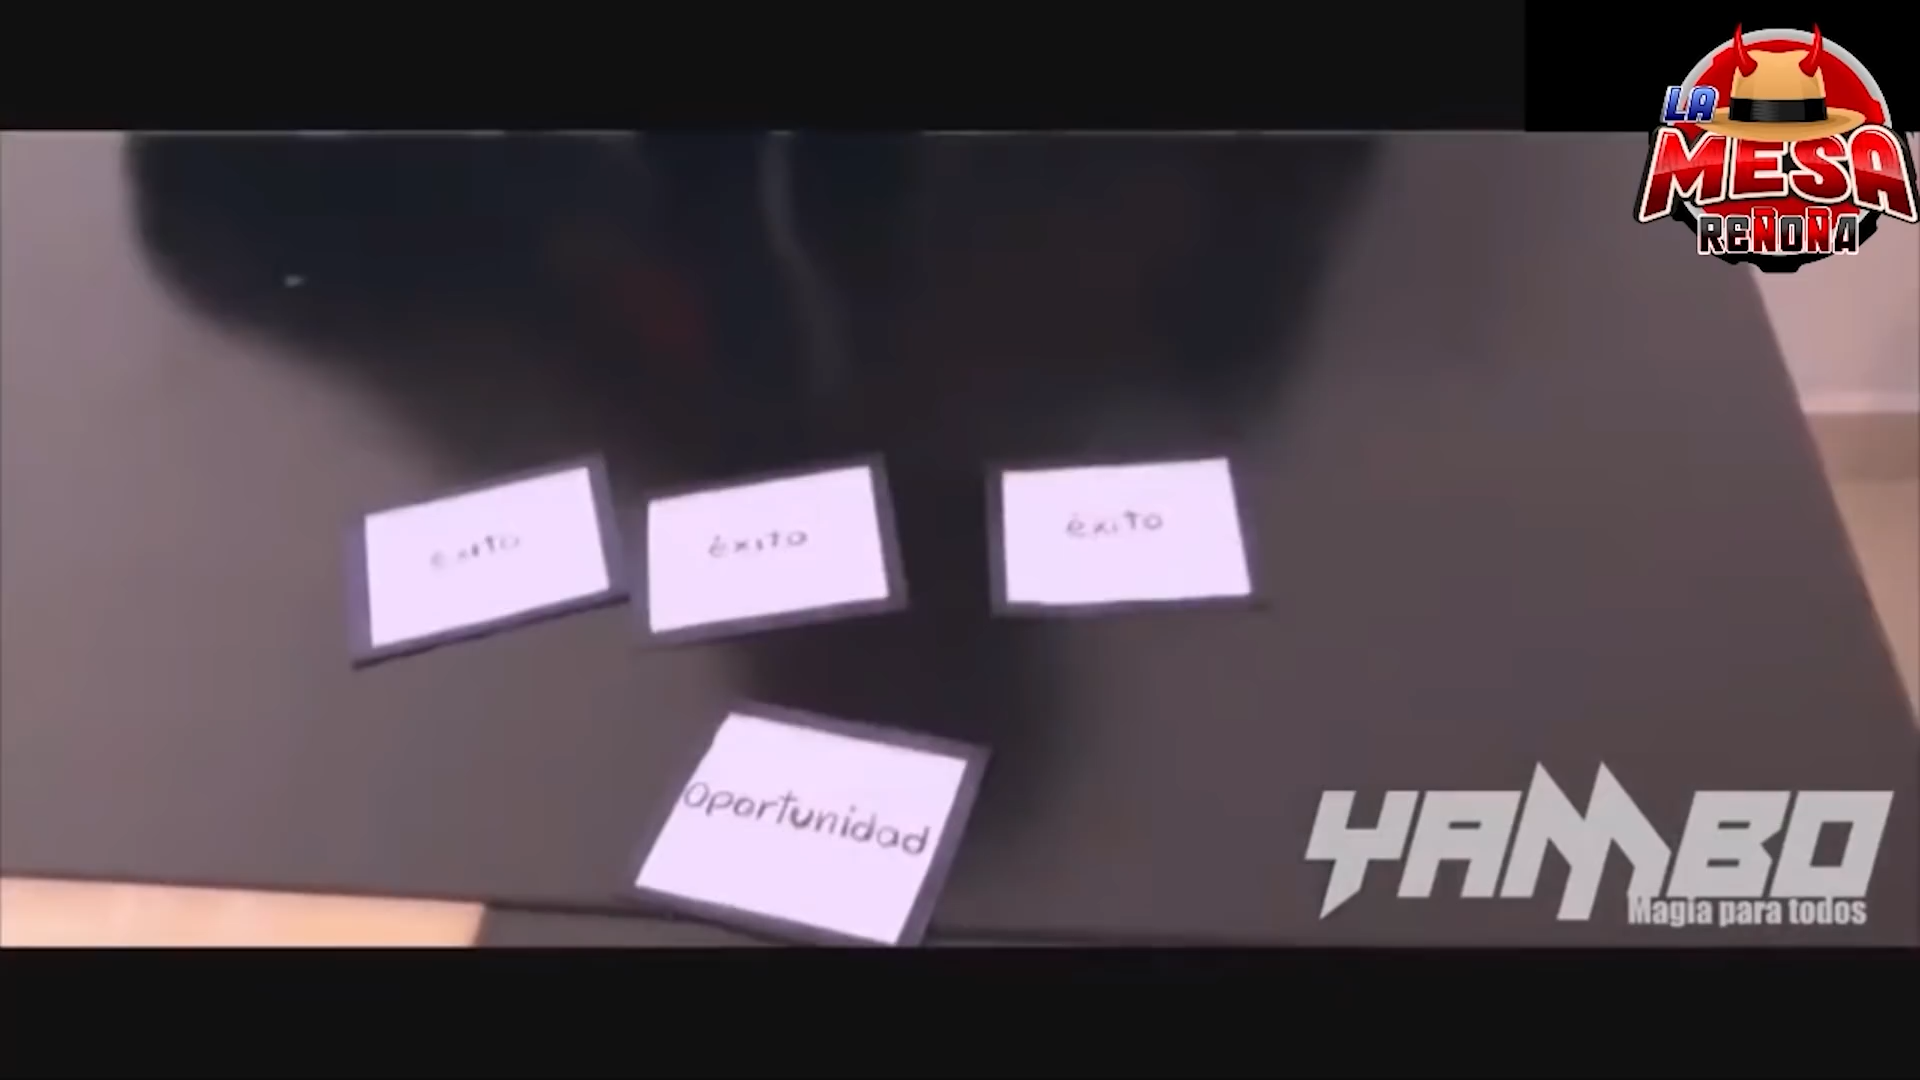 LA
MESA
REÑOÑA
éxito
éxito
éxito
Oportunidad
YAMBO
Magia para todos